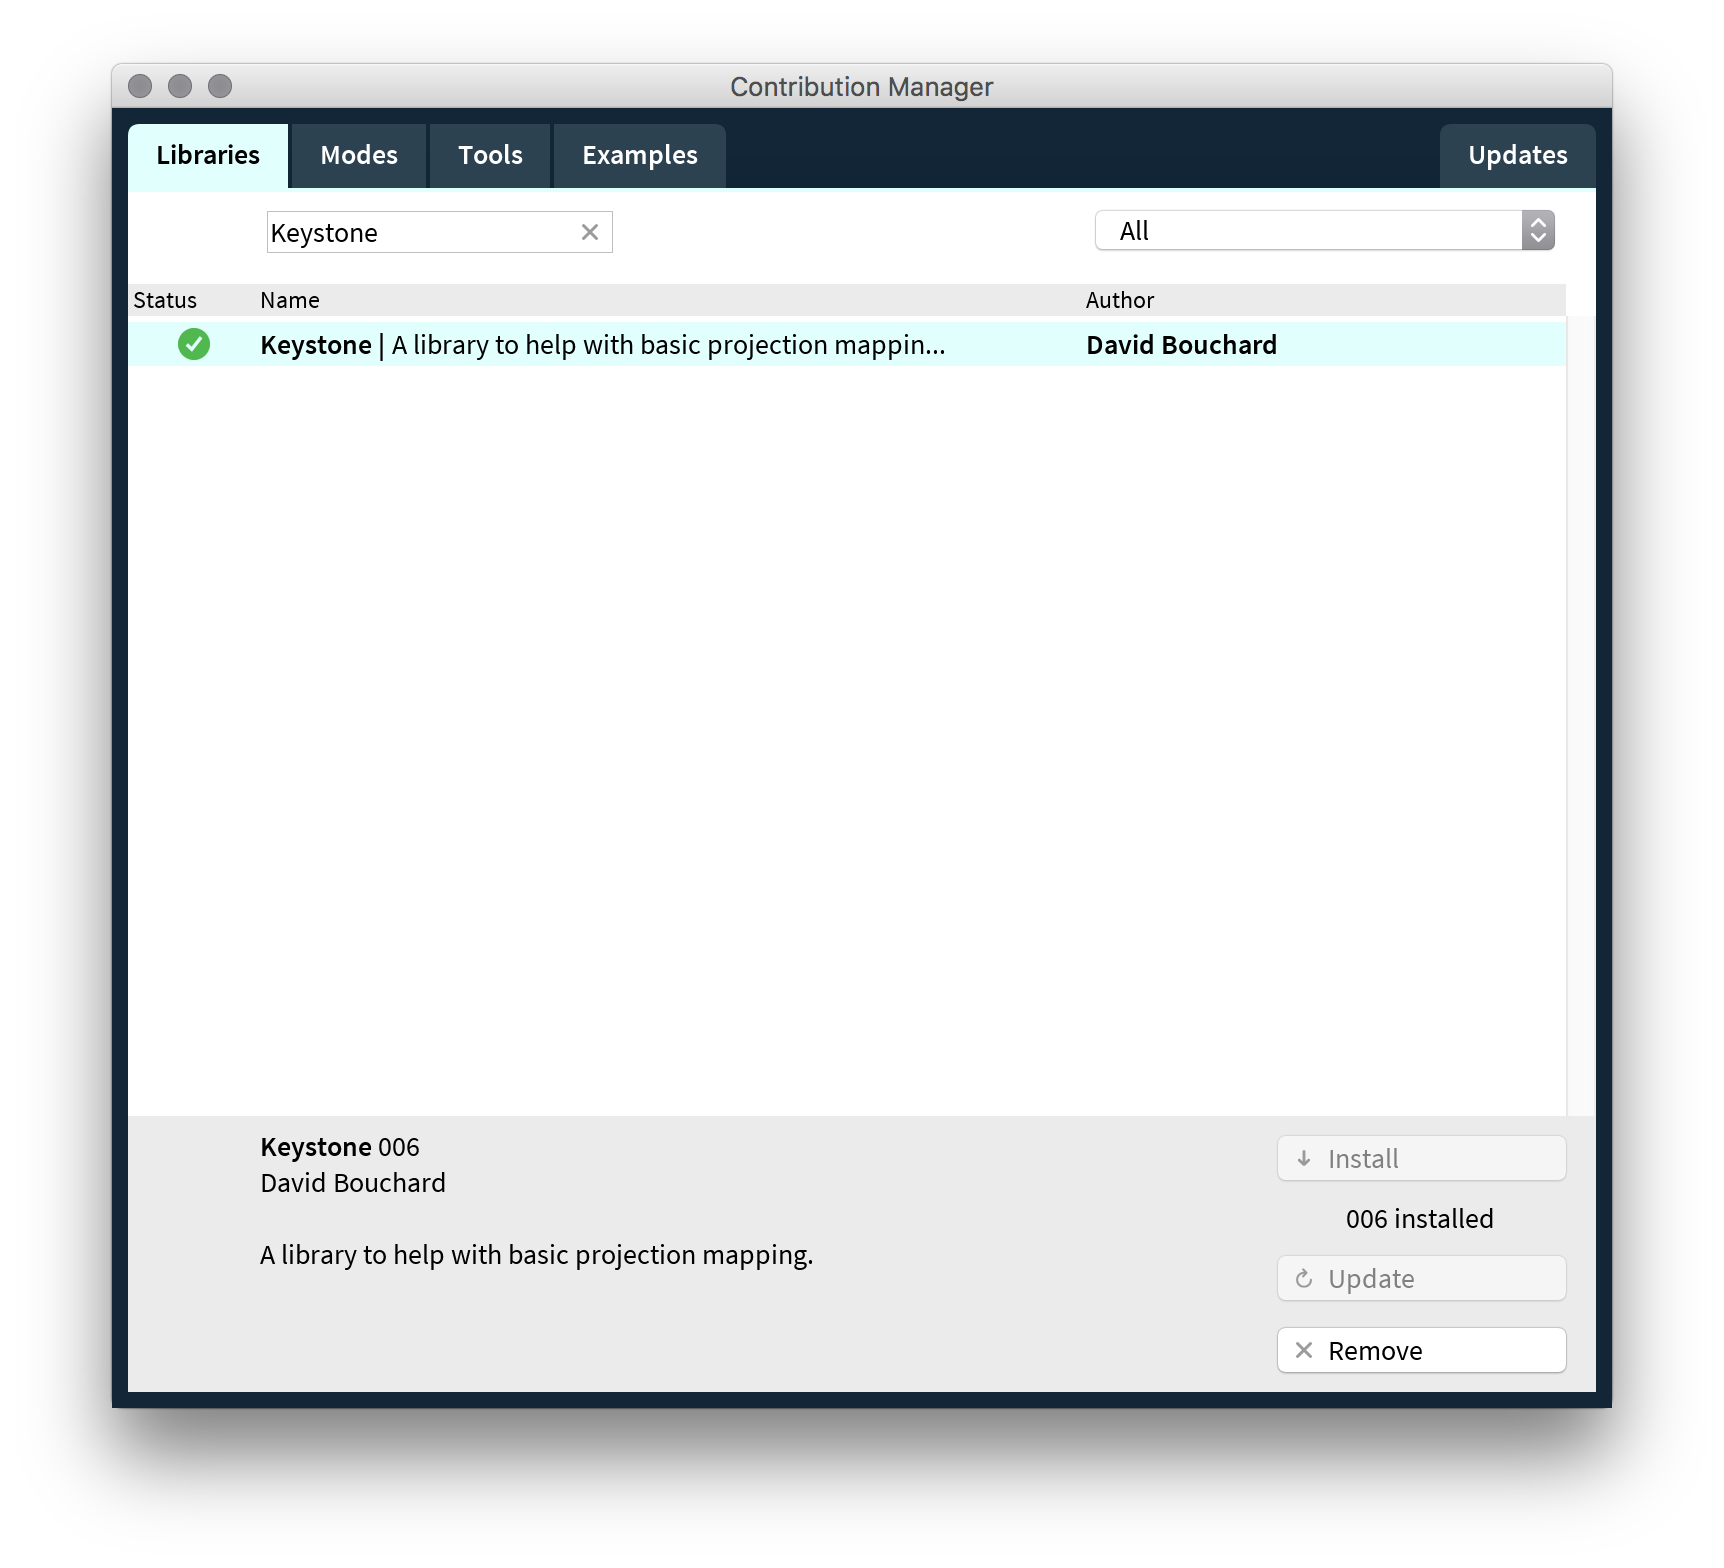 Contribution Manager
Libraries Modes Tools Examples Updates
Keystone All
Status Name Author
Keystone | A library to help with basic projection mappin... David Bouchard
Keystone 006
David Bouchard
A library to help with basic projection mapping.
Install
006 installed
Update
Remove